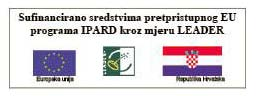 Sufinancirano sredstvima pretpristupnog EU
programa IPARD kroz mjeru LEADER
Europska unija
Republika Hrvatska